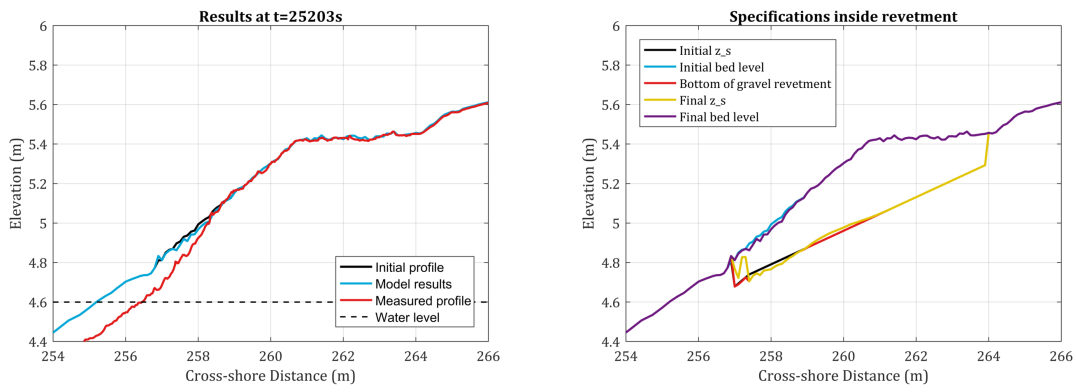 Results at t=25203s
6
5.8
5.6
5.4
5.2
5
4.8
4.6
4.4
Elevation (m)
Initial profile
Model results
Measured profile
Water level
254 256 258 260 262 264 266
Cross-shore Distance (m)
Specifications inside revetment
6
5.8
5.6
5.4
5.2
5
4.8
4.6
4.4
Elevation (m)
Initial z_s
Initial bed level
Bottom of gravel revetment
Final z_s
Final bed level
254 256 258 260 262 264 266
Cross-shore Distance (m)